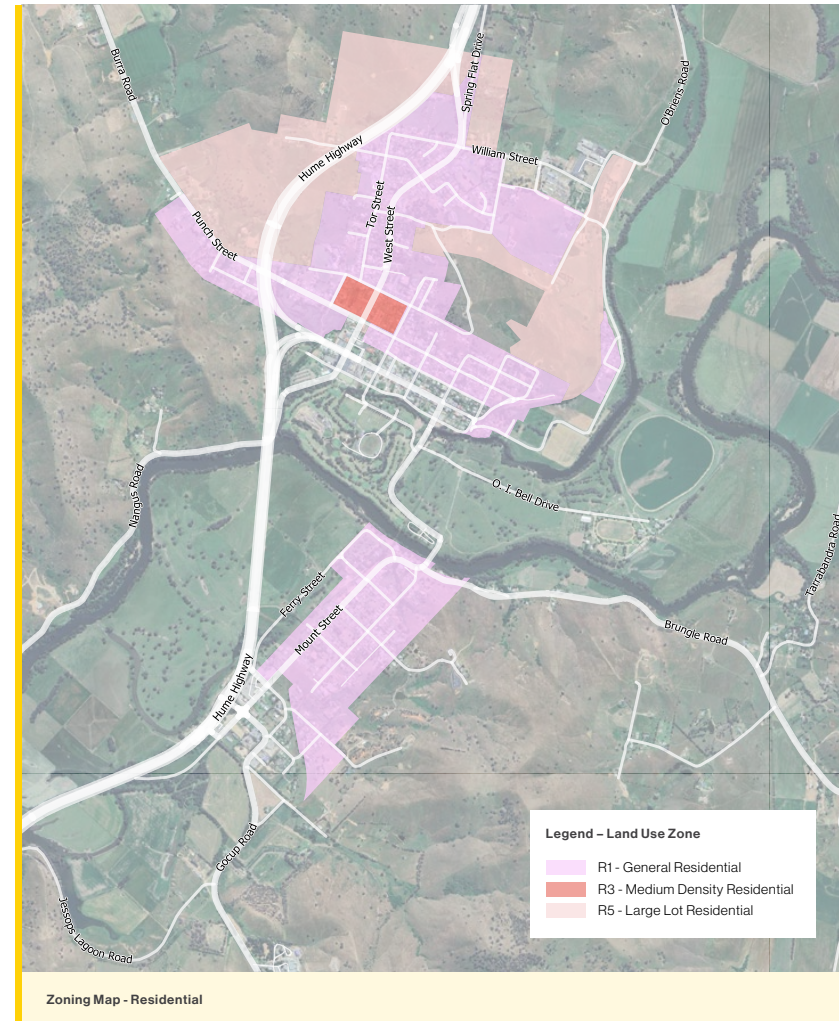 Burra Road
Spring Flat Drive
O'Briens Road
Hume Highway
William Street
Tor Street
West Street
Punch Street
Nangus Road
O. I. Bell Drive
Tarrabandra Road
Ferry Street
Mount Street
Brungle Road
Hume Highway
Gocup Road
Jessops Lagoon Road
Legend – Land Use Zone
R1 - General Residential
R3 - Medium Density Residential
R5 - Large Lot Residential
Zoning Map - Residential